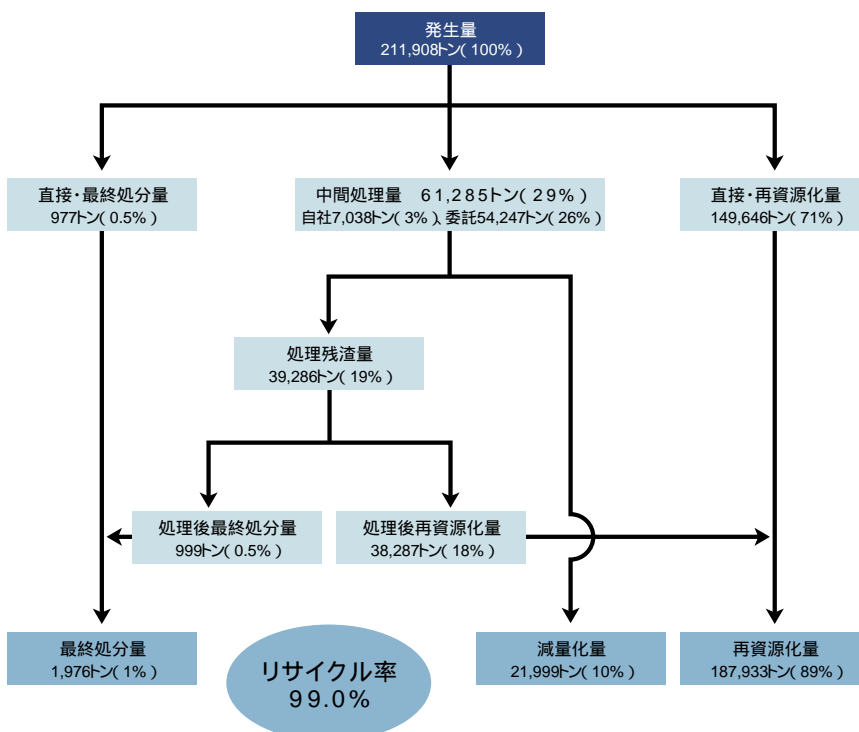 発生量
211,908トン(100%)
直接・最終処分量
977トン(0.5%)
中間処理量 61,285トン(29%)
自社7,038トン(3%)、委託54,247トン(26%)
直接・再資源化量
149,646トン(71%)
処理残渣量
39,286トン(19%)
処理後最終処分量
999トン(0.5%)
処理後再資源化量
38,287トン(18%)
最終処分量
1,976トン(1%)
リサイクル率
99.0%
減量化量
21,999トン(10%)
再資源化量
187,933トン(89%)